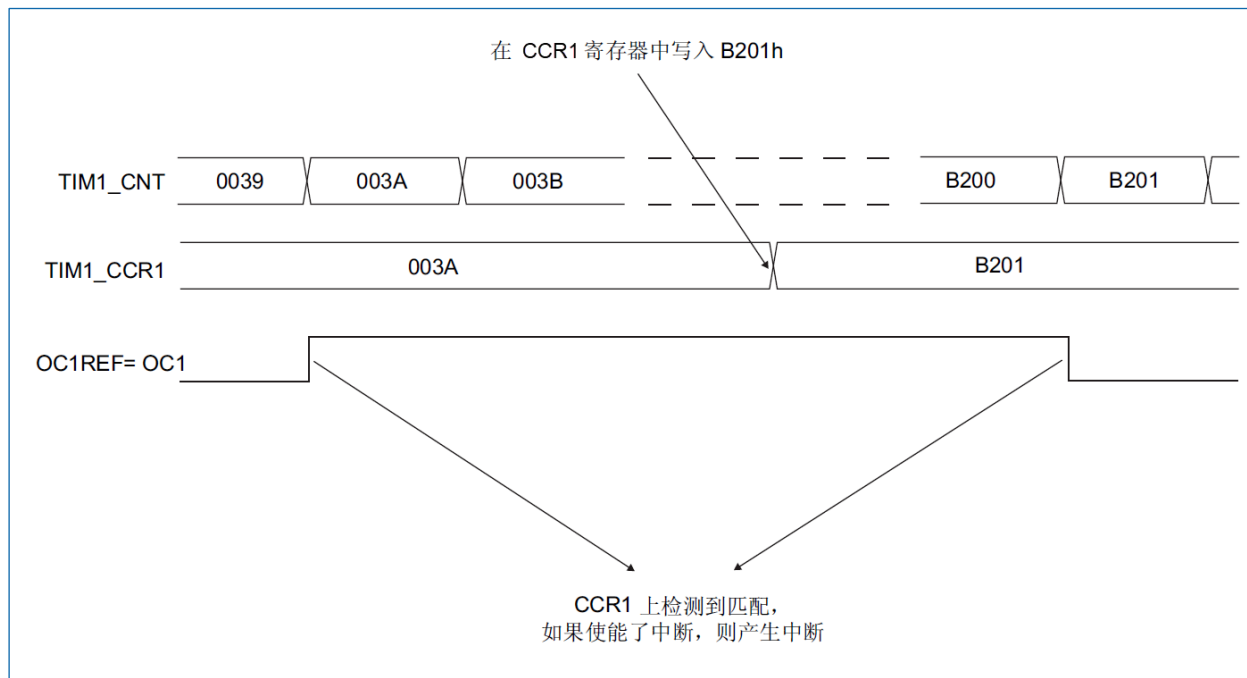 在 CCR1 寄存器中写入 B201h
TIM1_CNT 0039 003A 003B B200 B201
TIM1_CCR1 003A B201
OC1REF= OC1
CCR1 上检测到匹配，
如果使能了中断，则产生中断